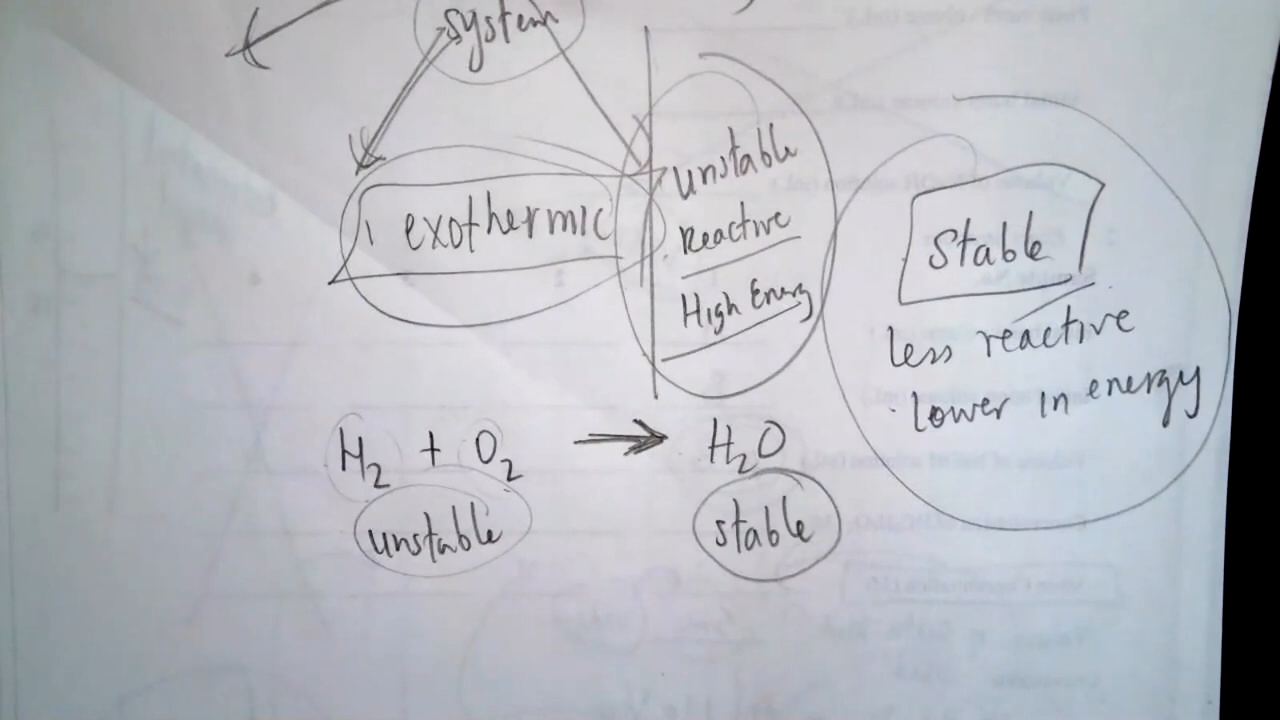 system
exothermic
unstable
Reactive
High Energy
stable
less reactive
lower in energy
H₂ + O₂ → H₂O
unstable
stable